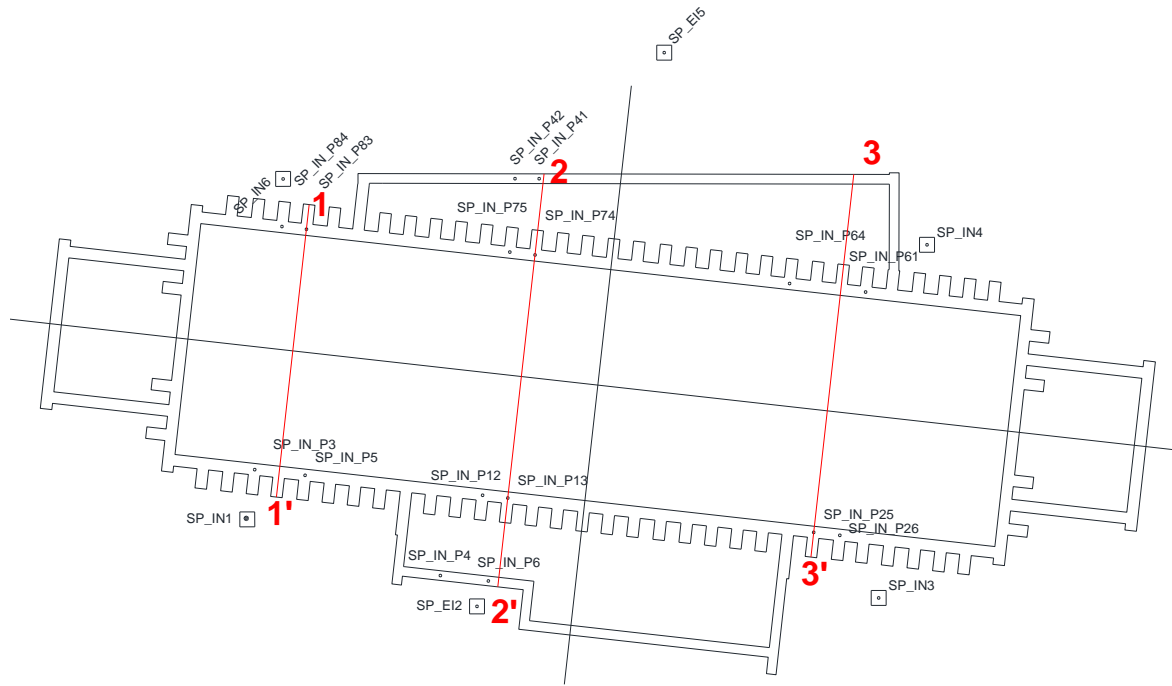 SP_EI5
SP_IN_P42
SP_IN_P41
SP_IN_P84
SP_IN_P83
SP_IN6
1
2
3
SP_IN_P75
SP_IN_P74
SP_IN_P64
SP_IN4
SP_IN_P61
SP_IN_P3
SP_IN_P5
SP_IN_P12
SP_IN_P13
SP_IN1
1'
SP_IN_P25
SP_IN_P26
SP_IN_P4
SP_IN_P6
3'
SP_IN3
SP_EI2
2'